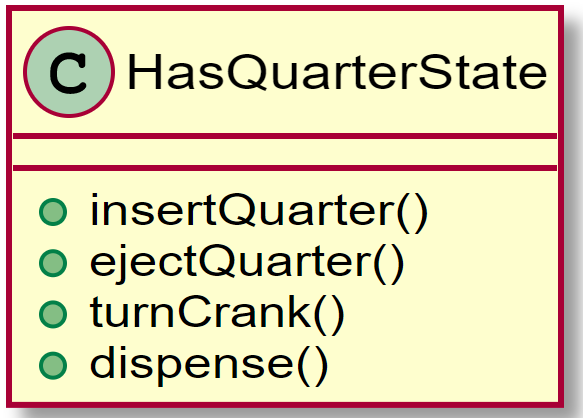 C HasQuarterState
insertQuarter()
ejectQuarter()
turnCrank()
dispense()